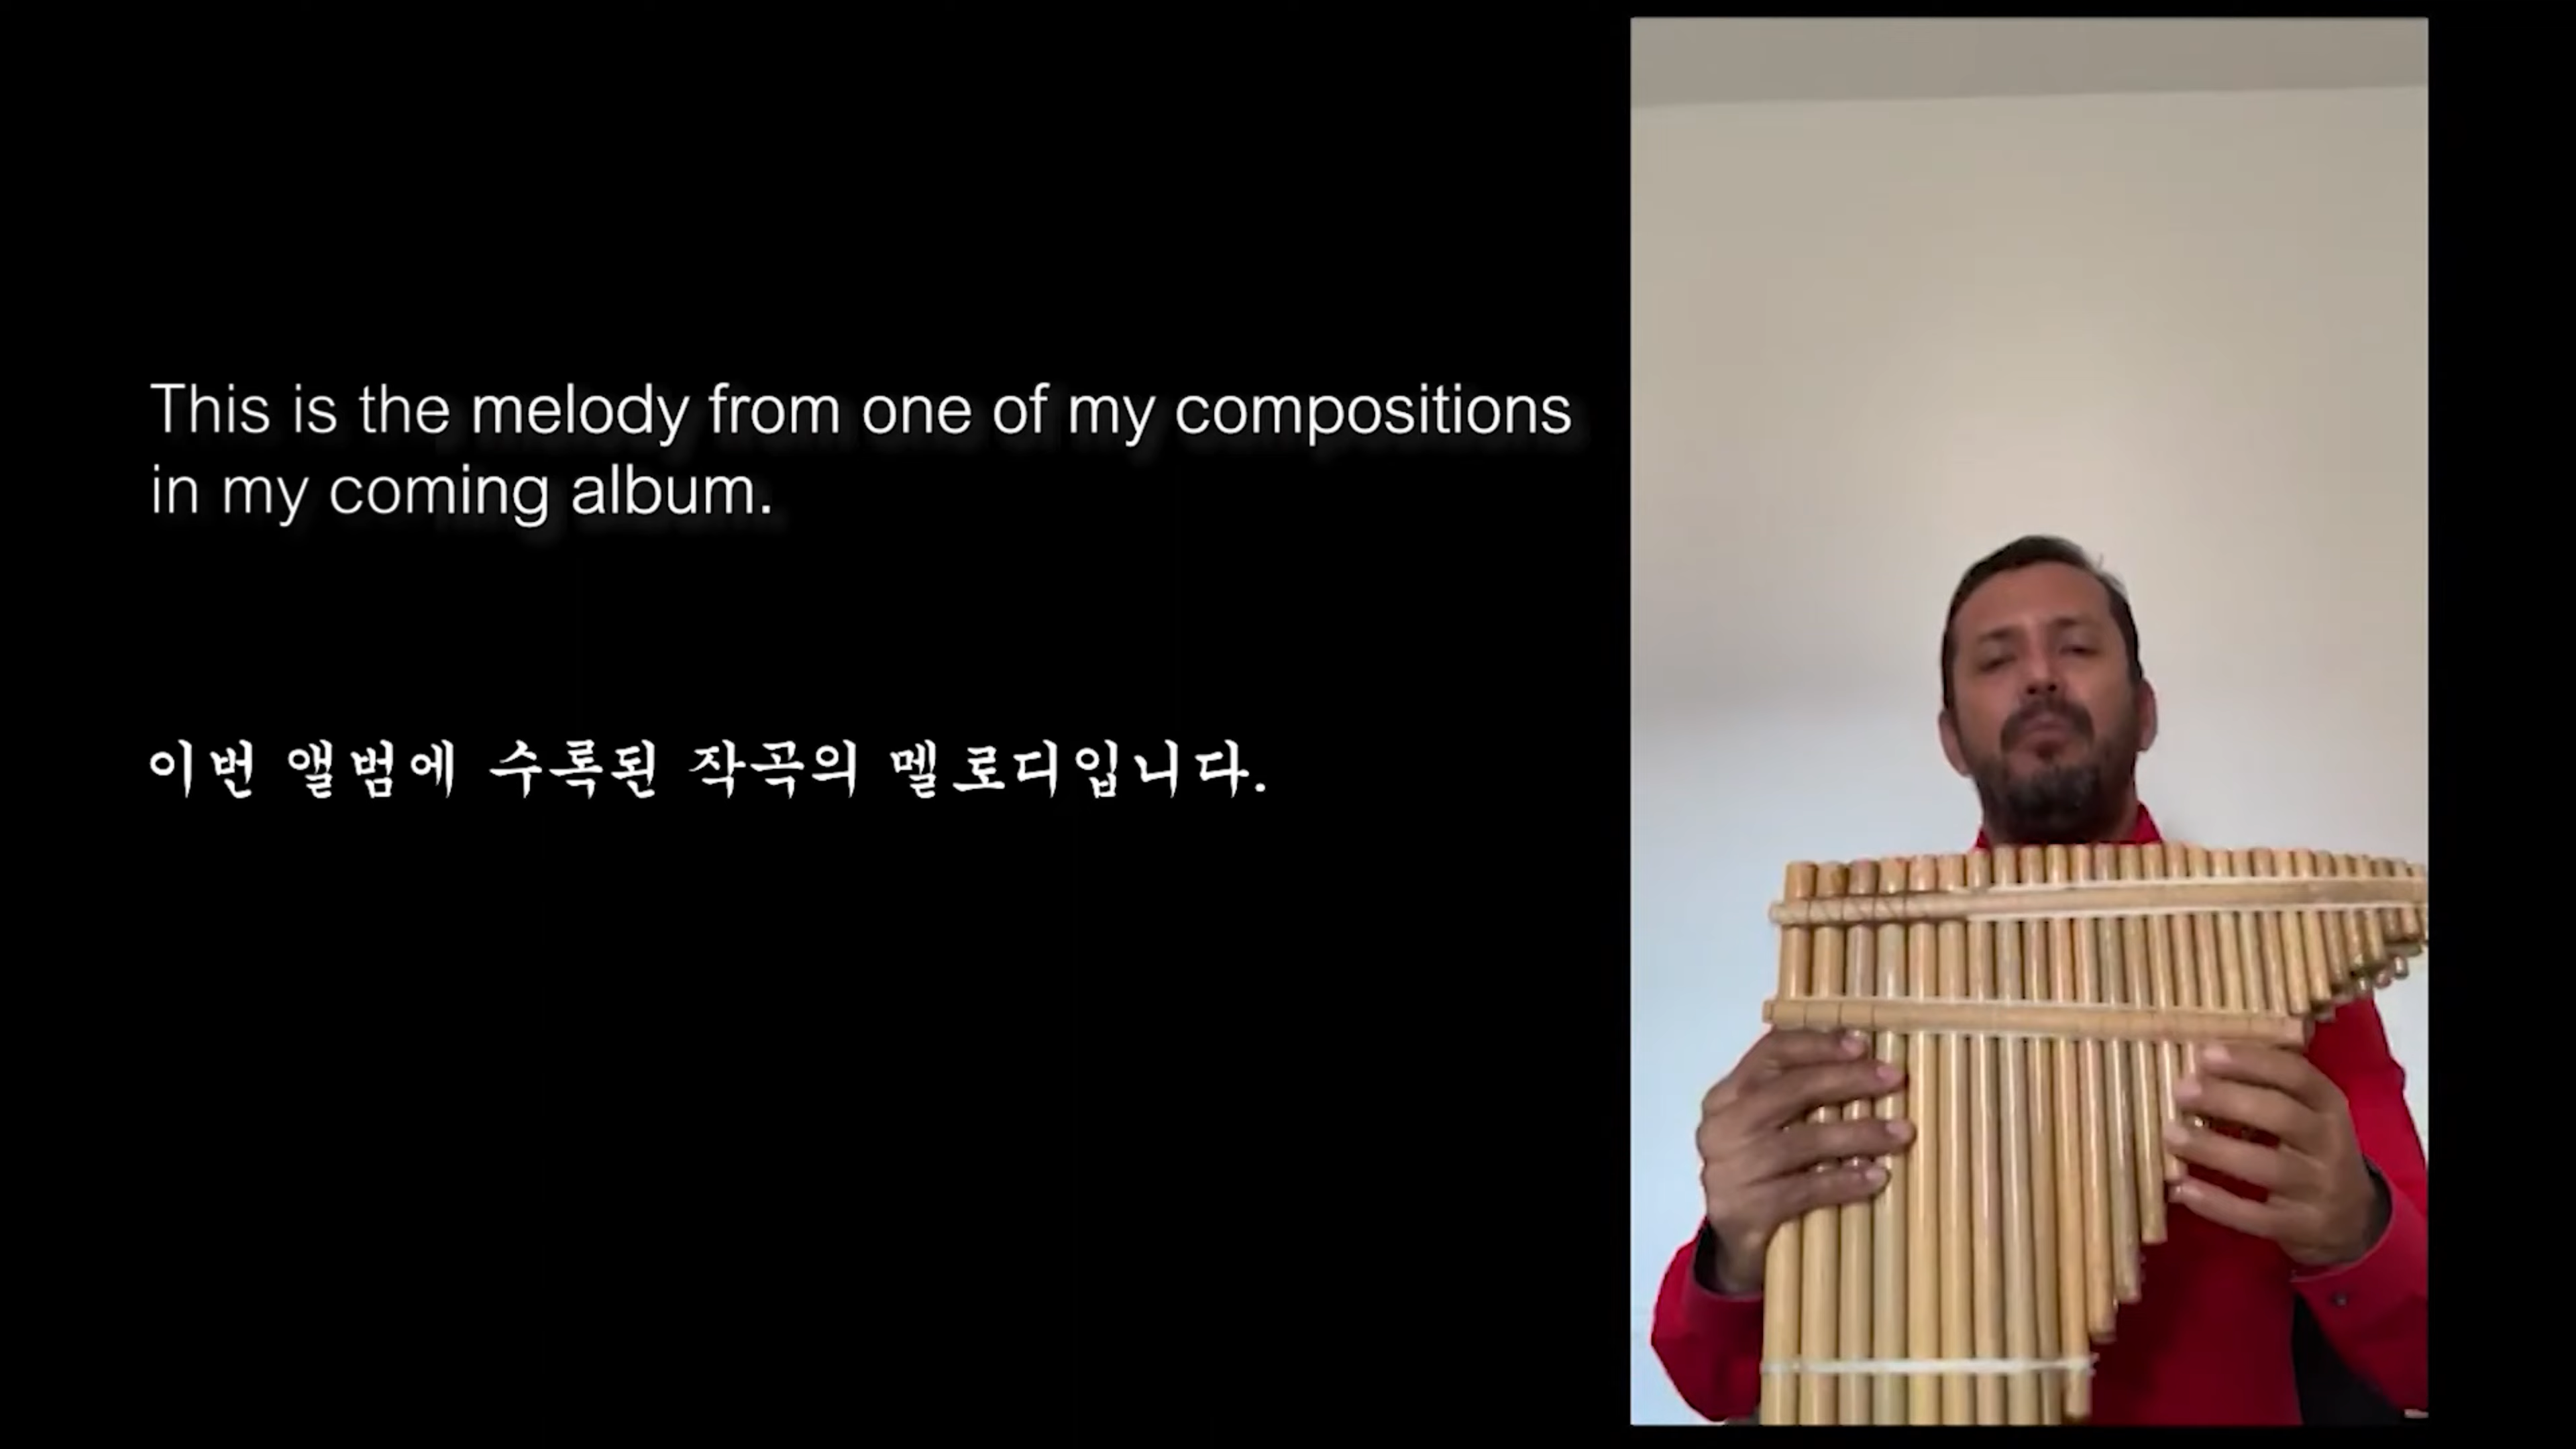 This is the melody from one of my compositions
in my coming album.
이번 앨범에 수록된 작곡의 멜로디입니다.